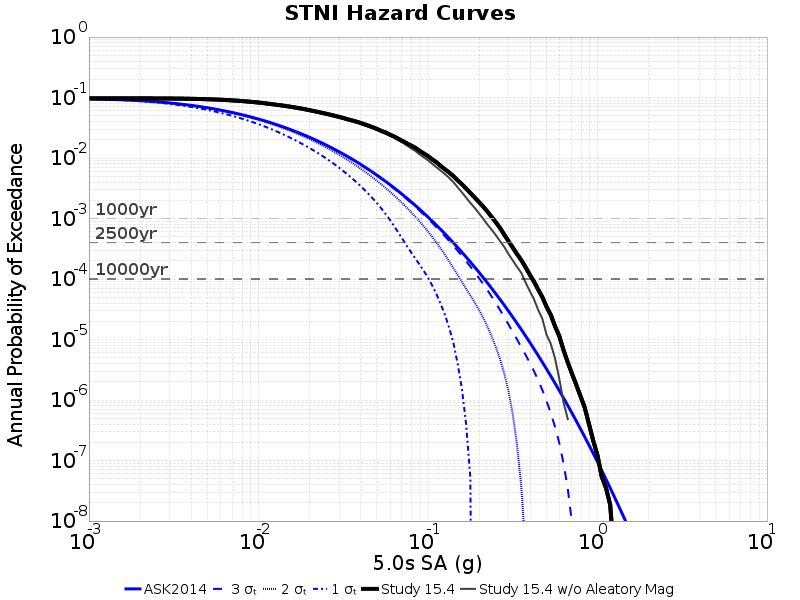 STNI Hazard Curves
Annual Probability of Exceedance
10^0
10^-1
10^-2
10^-3
10^-4
10^-5
10^-6
10^-7
10^-8
1000yr
2500yr
10000yr
10^-3 10^-2 10^-1 10^0 10^1
5.0s SA (g)
ASK2014 3 σₜ 2 σₜ 1 σₜ Study 15.4 Study 15.4 w/o Aleatory Mag